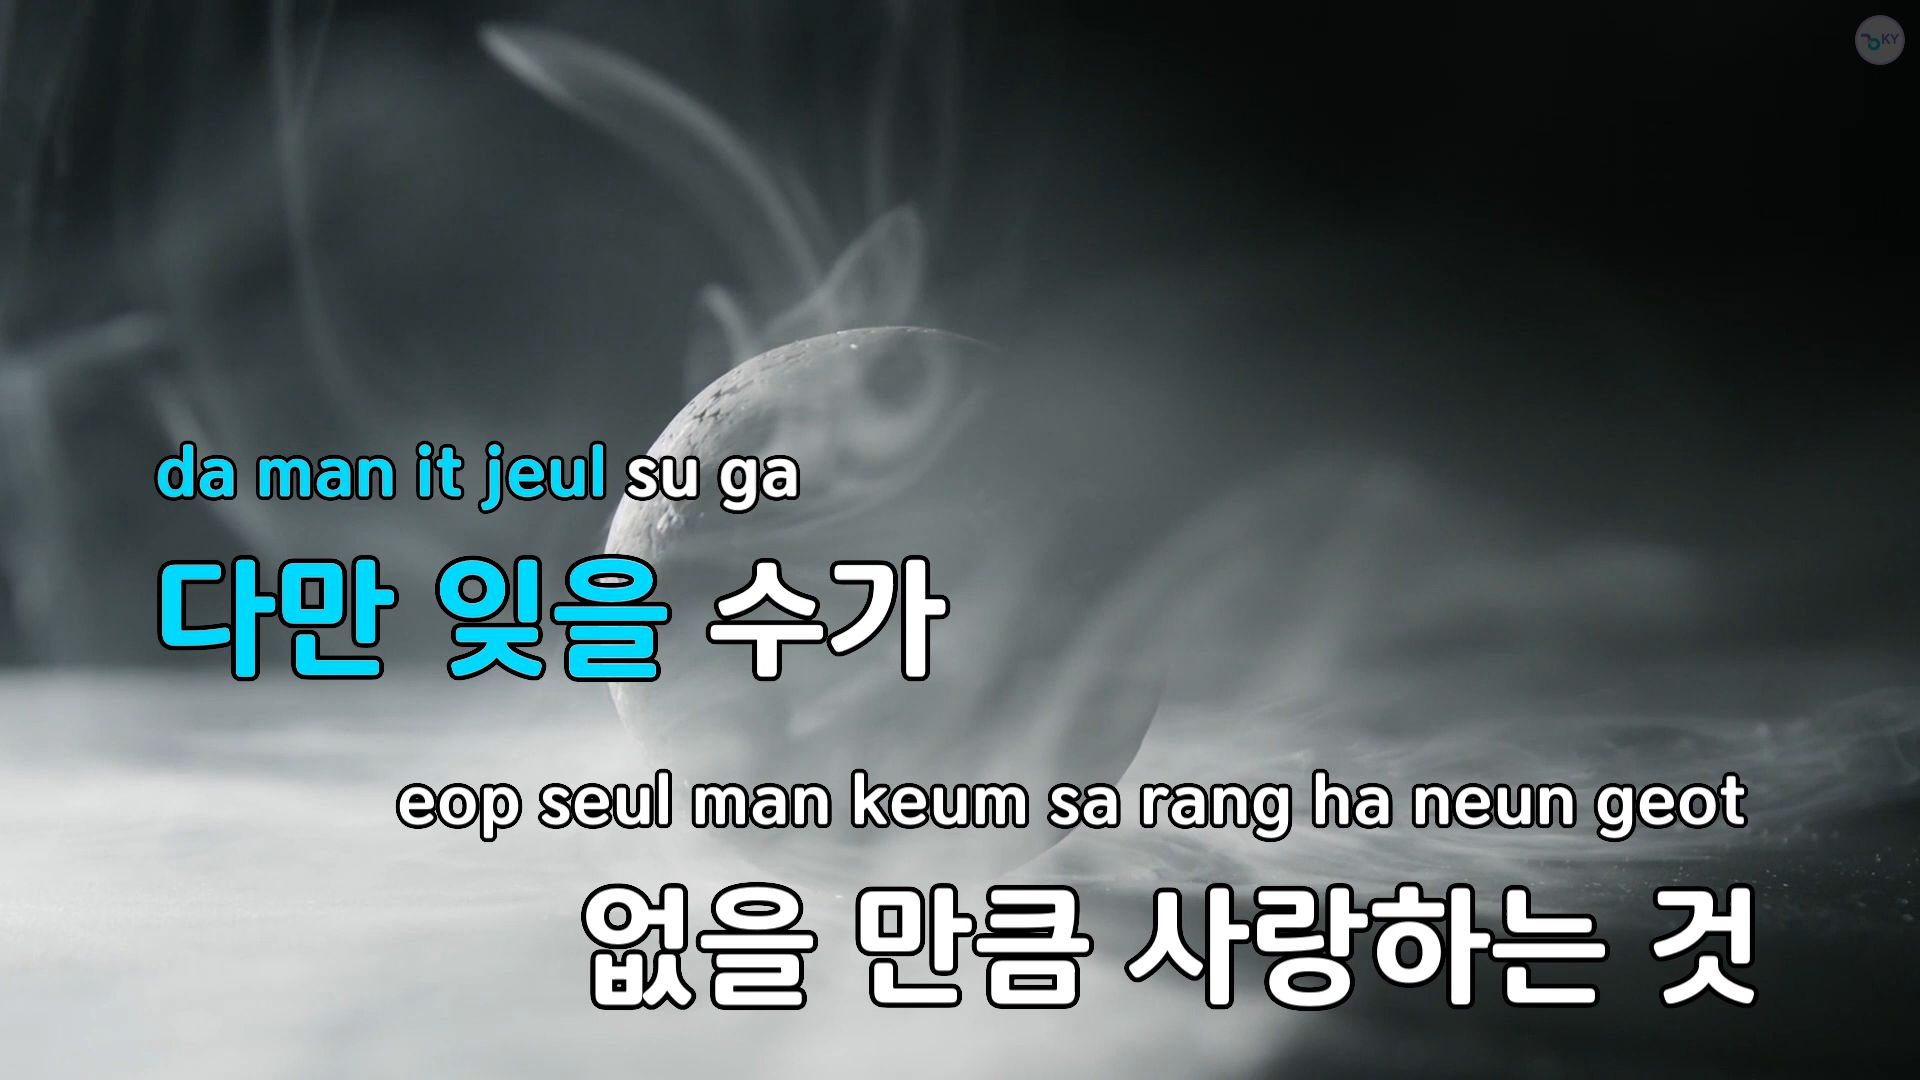 KY
da man it jeul su ga
다만 잊을 수가
eop seul man keum sa rang ha neun geot
없을 만큼 사랑하는 것